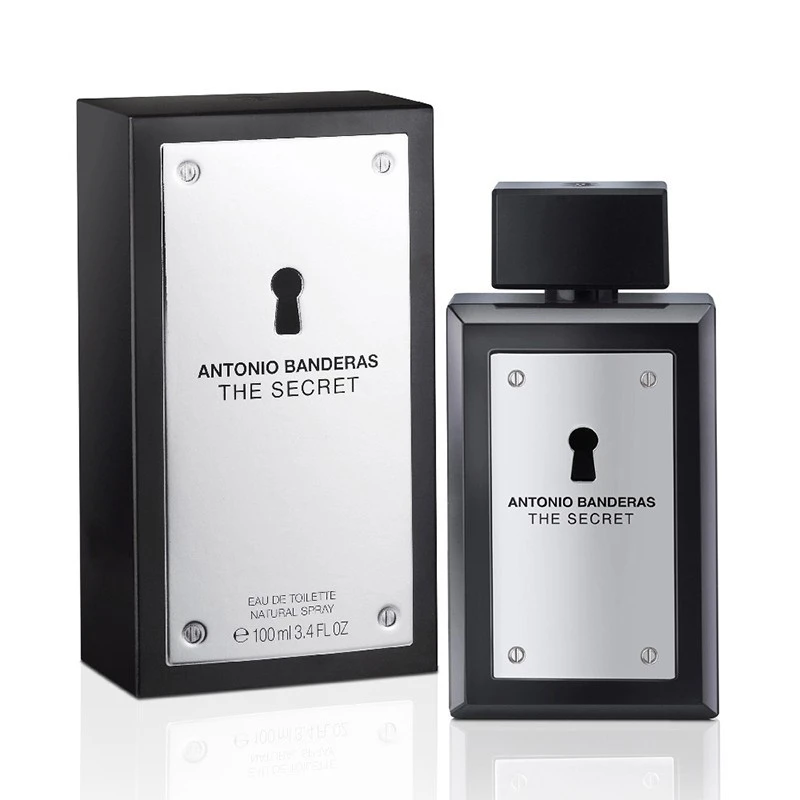 ANTONIO BANDERAS
THE SECRET
EAU DE TOILETTE
NATURAL SPRAY
℮ 100 ml 3.4 FL OZ
ANTONIO BANDERAS
THE SECRET